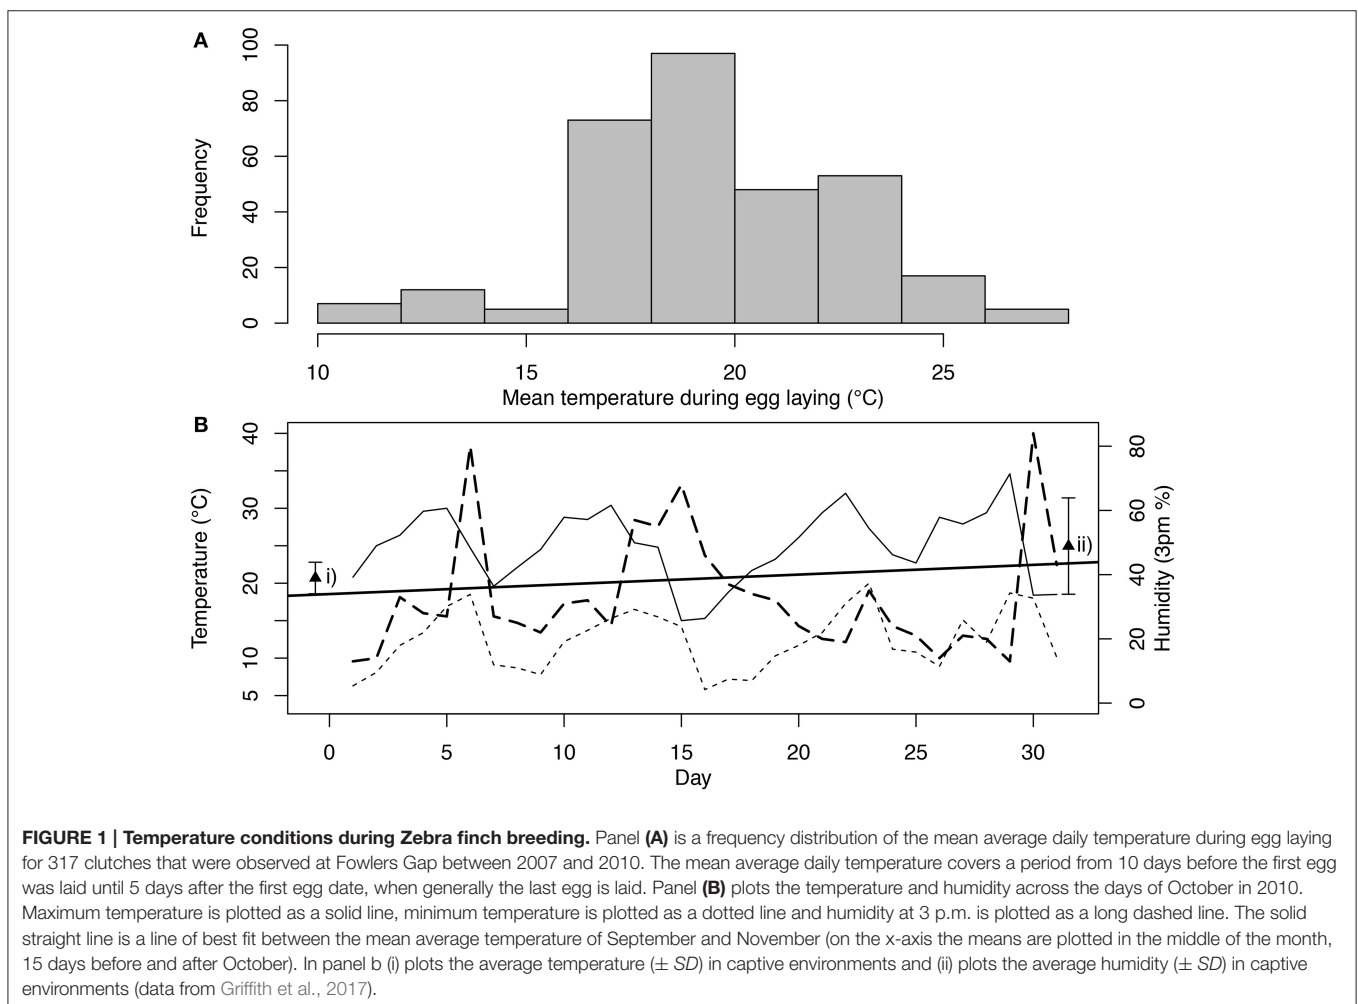 A
100
80
60
40
20
0
Frequency
10 15 20 25
Mean temperature during egg laying (°C)
B
40
30
20
10
5
Temperature (°C)
i)
ii)
80
60
40
20
0
Humidity (3pm %)
0 5 10 15 20 25 30
Day
FIGURE 1 | Temperature conditions during Zebra finch breeding. Panel (A) is a frequency distribution of the mean average daily temperature during egg laying
for 317 clutches that were observed at Fowlers Gap between 2007 and 2010. The mean average daily temperature covers a period from 10 days before the first egg
was laid until 5 days after the first egg date, when generally the last egg is laid. Panel (B) plots the temperature and humidity across the days of October in 2010.
Maximum temperature is plotted as a solid line, minimum temperature is plotted as a dotted line and humidity at 3 p.m. is plotted as a long dashed line. The solid
straight line is a line of best fit between the mean average temperature of September and November (on the x-axis the means are plotted in the middle of the month,
15 days before and after October). In panel b (i) plots the average temperature (± SD) in captive environments and (ii) plots the average humidity (± SD) in captive
environments (data from Griffith et al., 2017).